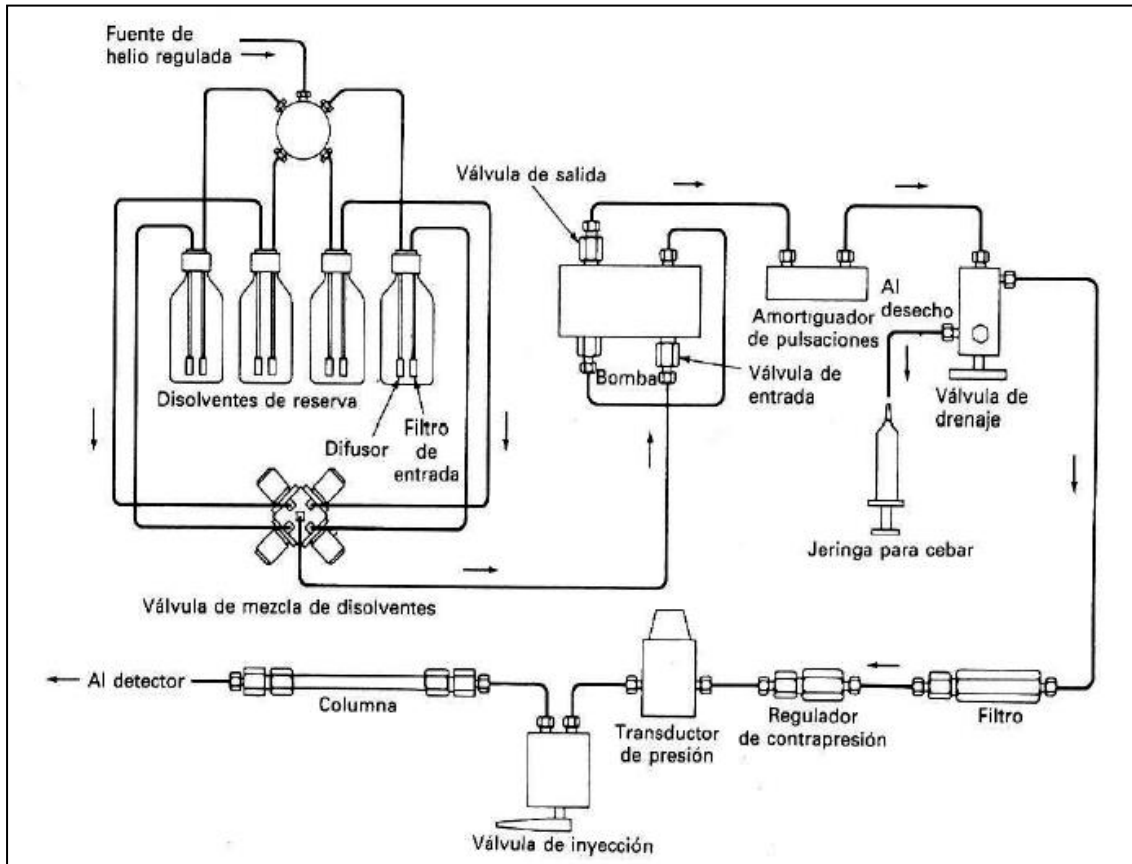 Fuente de
helio regulada
Válvula de salida
Disolventes de reserva
Difusor
Filtro
de
entrada
Bomba
Válvula de
entrada
Amortiguador
de pulsaciones
Al
desecho
Válvula de
drenaje
Jeringa para cebar
Válvula de mezcla de disolventes
Al detector
Columna
Válvula de inyección
Transductor
de presión
Regulador
de contrapresión
Filtro